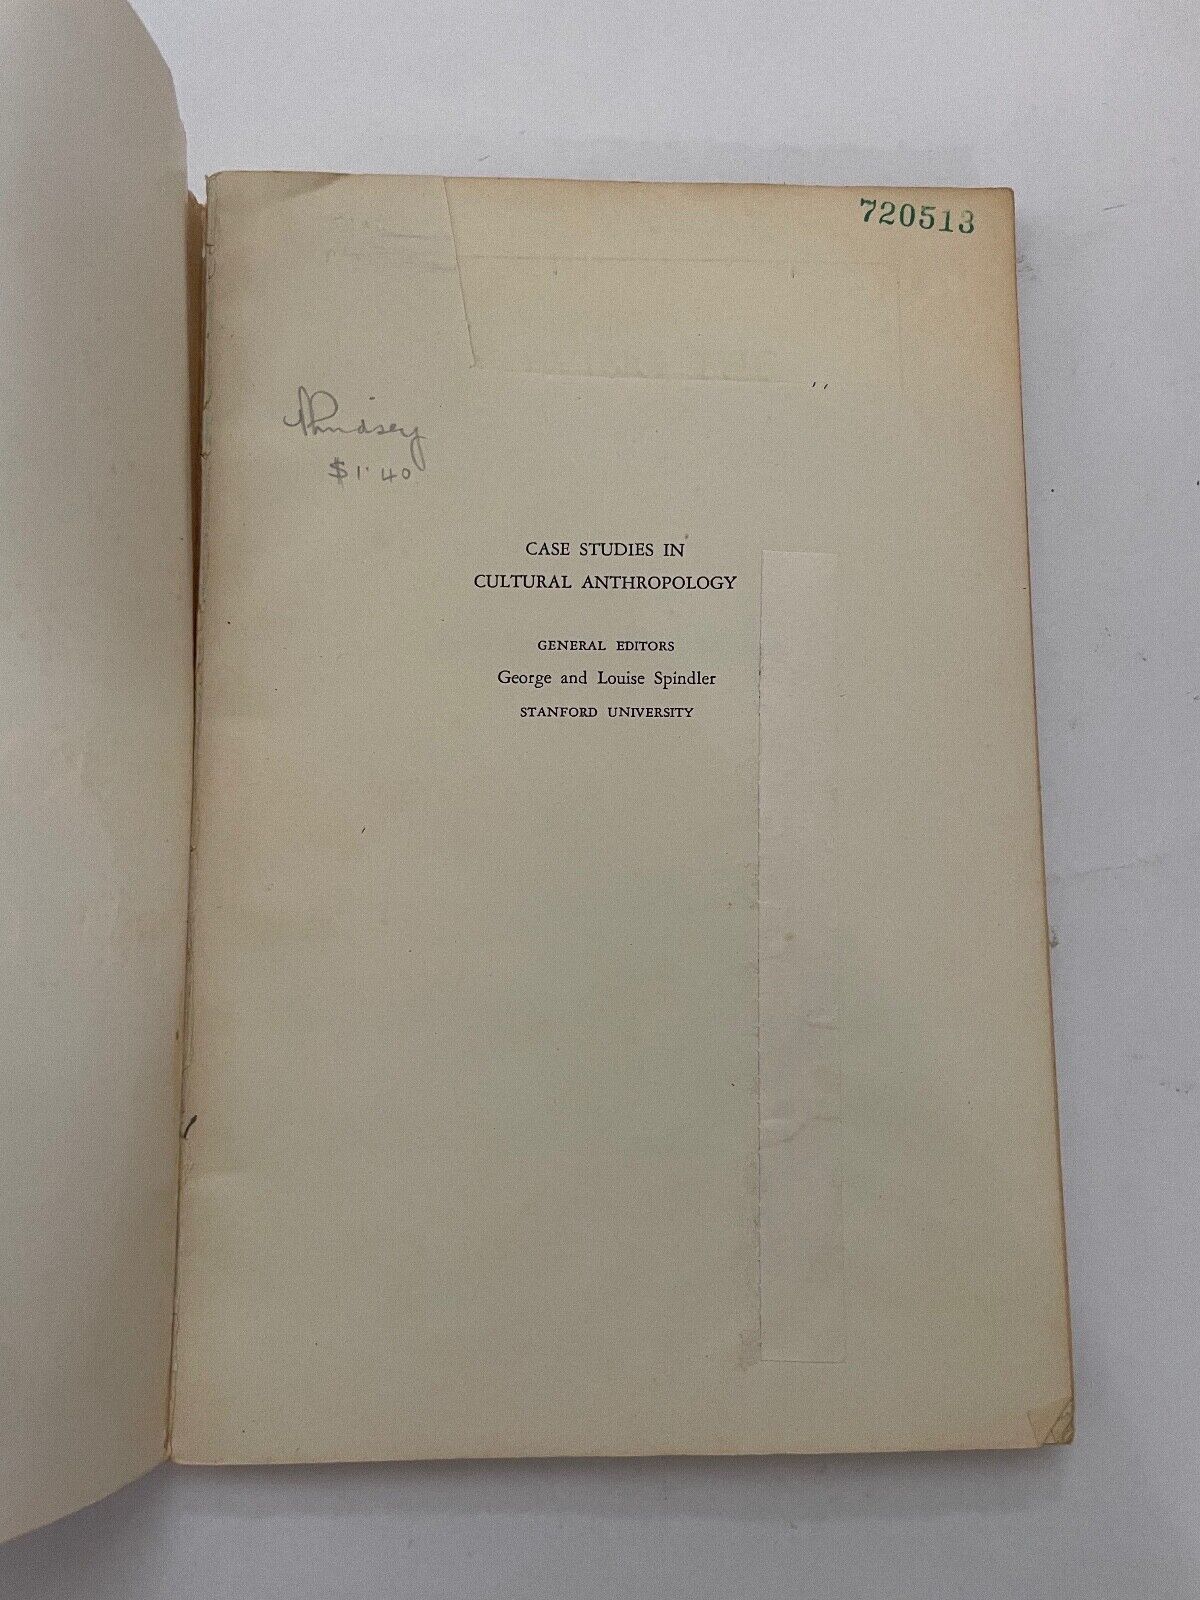 720513
$1.40
CASE STUDIES IN
CULTURAL ANTHROPOLOGY
GENERAL EDITORS
George and Louise Spindler
STANFORD UNIVERSITY